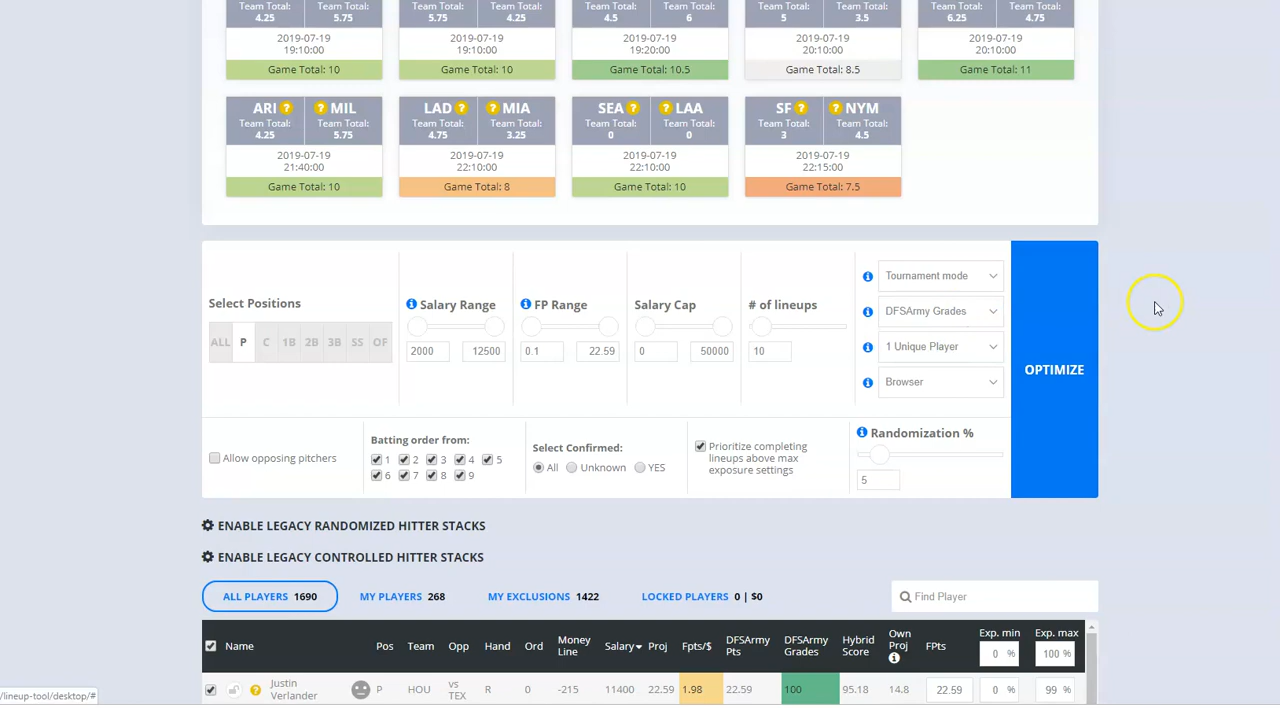 Team Total: Team Total: Team Total: Team Total: Team Total: Team Total: Team Total: Team Total: Team Total: Team Total:
4.25 5.75 5.75 4.25 4.5 6 5 3.5 6.25 4.75
2019-07-19 2019-07-19 2019-07-19 2019-07-19 2019-07-19
19:10:00 19:10:00 19:20:00 20:10:00 20:10:00
Game Total: 10 Game Total: 10 Game Total: 10.5 Game Total: 8.5 Game Total: 11
ARI ? ? MIL LAD ? ? MIA SEA ? ? LAA SF ? ? NYM
Team Total: Team Total: Team Total: Team Total: Team Total: Team Total: Team Total: Team Total:
4.25 5.75 4.75 3.25 0 0 3 4.5
2019-07-19 2019-07-19 2019-07-19 2019-07-19
21:40:00 22:10:00 22:10:00 22:15:00
Game Total: 10 Game Total: 8 Game Total: 10 Game Total: 7.5
Select Positions
ALL P C 1B 2B 3B SS OF
Salary Range
2000 12500
FP Range
0.1 22.59
Salary Cap
0 50000
# of lineups
10
Tournament mode
DFSArmy Grades
1 Unique Player
Browser
OPTIMIZE
Allow opposing pitchers
Batting order from:
1 2 3 4 5
6 7 8 9
Select Confirmed:
All Unknown YES
Prioritize completing
lineups above max
exposure settings
Randomization %
5
ENABLE LEGACY RANDOMIZED HITTER STACKS
ENABLE LEGACY CONTROLLED HITTER STACKS
ALL PLAYERS 1690 MY PLAYERS 268 MY EXCLUSIONS 1422 LOCKED PLAYERS 0 | $0 Find Player
Name Pos Team Opp Hand Ord Money Line Salary Proj Fpts/$ DFSArmy Pts DFSArmy Grades Hybrid Score Own Proj FPts Exp. min 0 % Exp. max 100 %
Justin Verlander P HOU vs TEX R 0 -215 11400 22.59 1.98 22.59 100 95.18 14.8 22.59 0 % 99 %
/lineup-tool/desktop/#